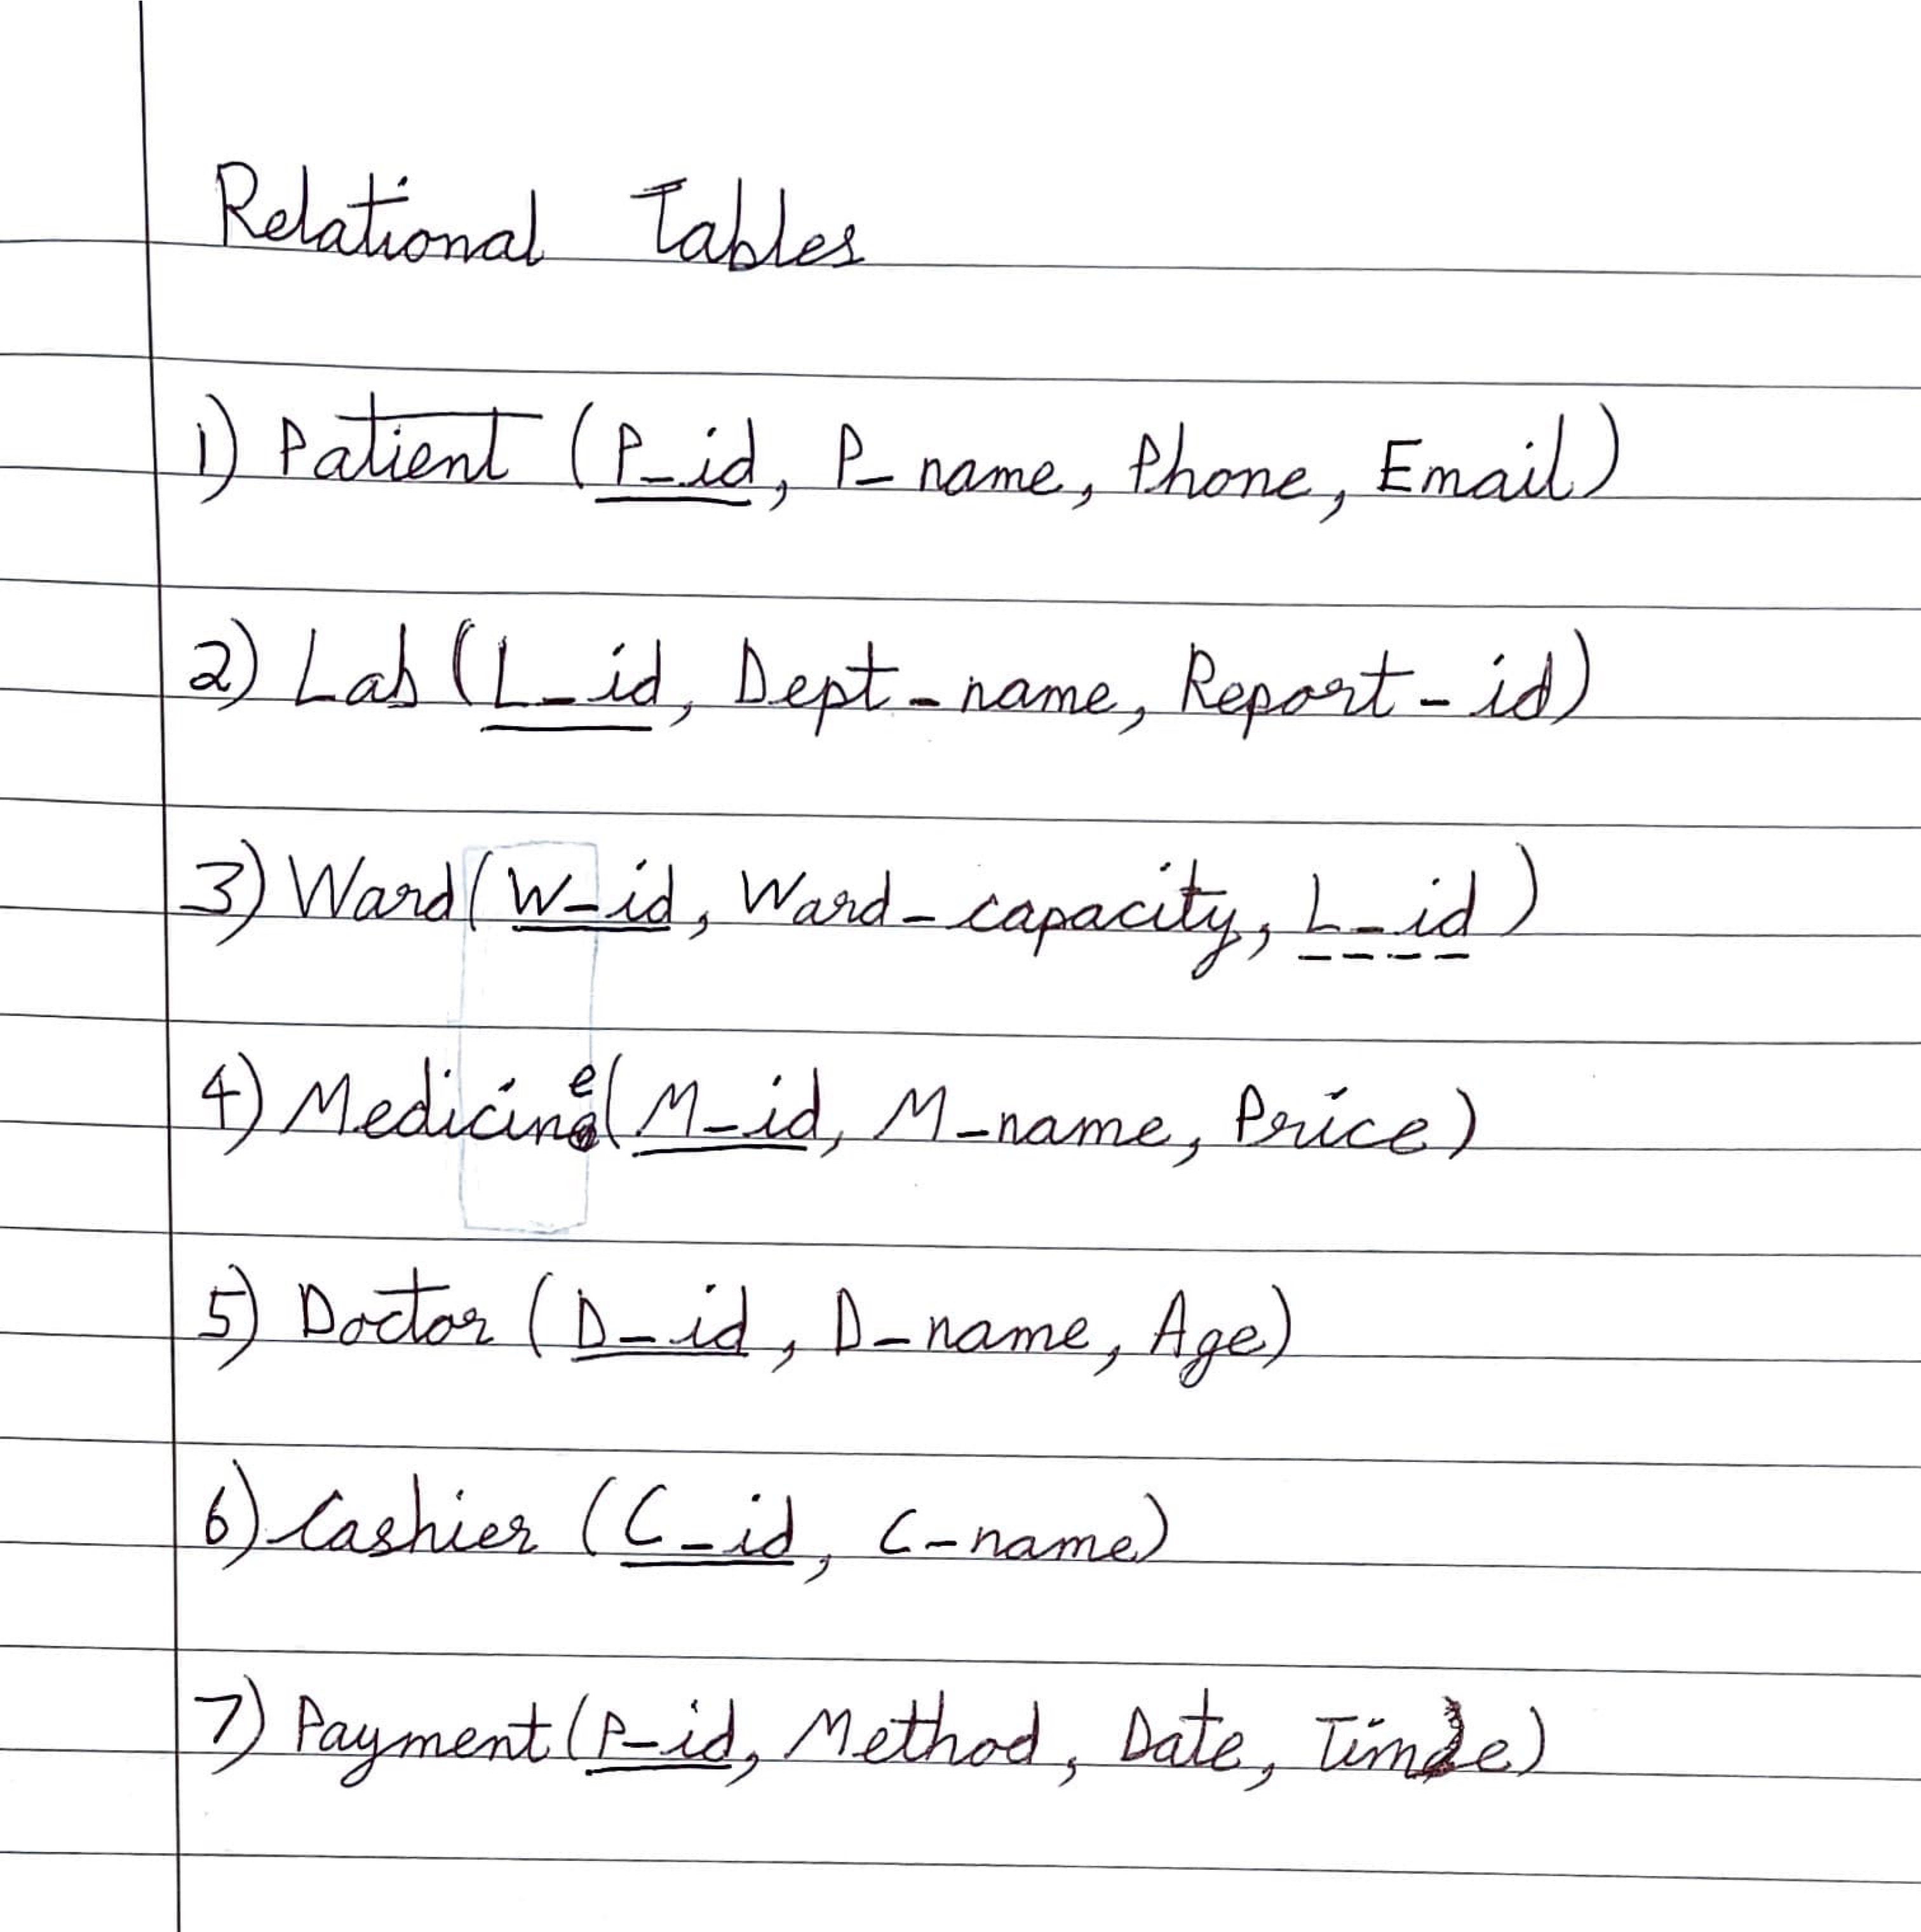 Relational Tables
1) Patient (P_id, P_name, Phone, Email)
2) Lab (L_id, Dept_name, Report_id)
3) Ward (W_id, Ward_capacity, L_id)
4) Medicine (M_id, M_name, Price)
5) Doctor (D_id, D_name, Age)
6) Cashier (C_id, C_name)
7) Payment (P_id, Method, Date, Time)